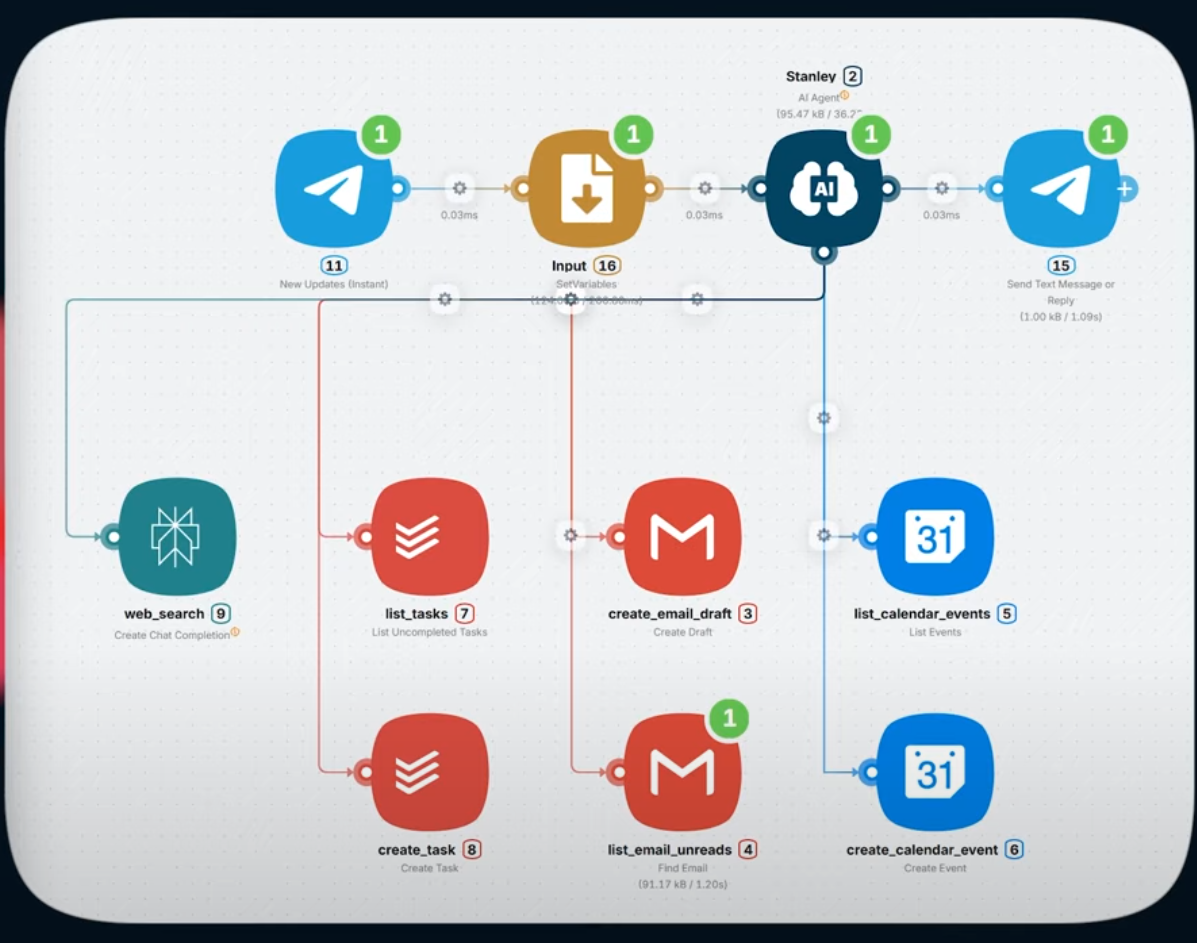 Stanley 2
AI Agent
(95.47 kB / 36.2
1
1
1
1
AI
0.03ms
0.03ms
0.03ms
11
New Updates (Instant)
Input 16
SetVariables
15
Send Text Message or
Reply
(1.00 kB / 1.09s)
31
web_search 9
Create Chat Completion
list_tasks 7
List Uncompleted Tasks
create_email_draft 3
Create Draft
list_calendar_events 5
List Events
1
31
create_task 8
Create Task
list_email_unreads 4
Find Email
(91.17 kB / 1.20s)
create_calendar_event 6
Create Event